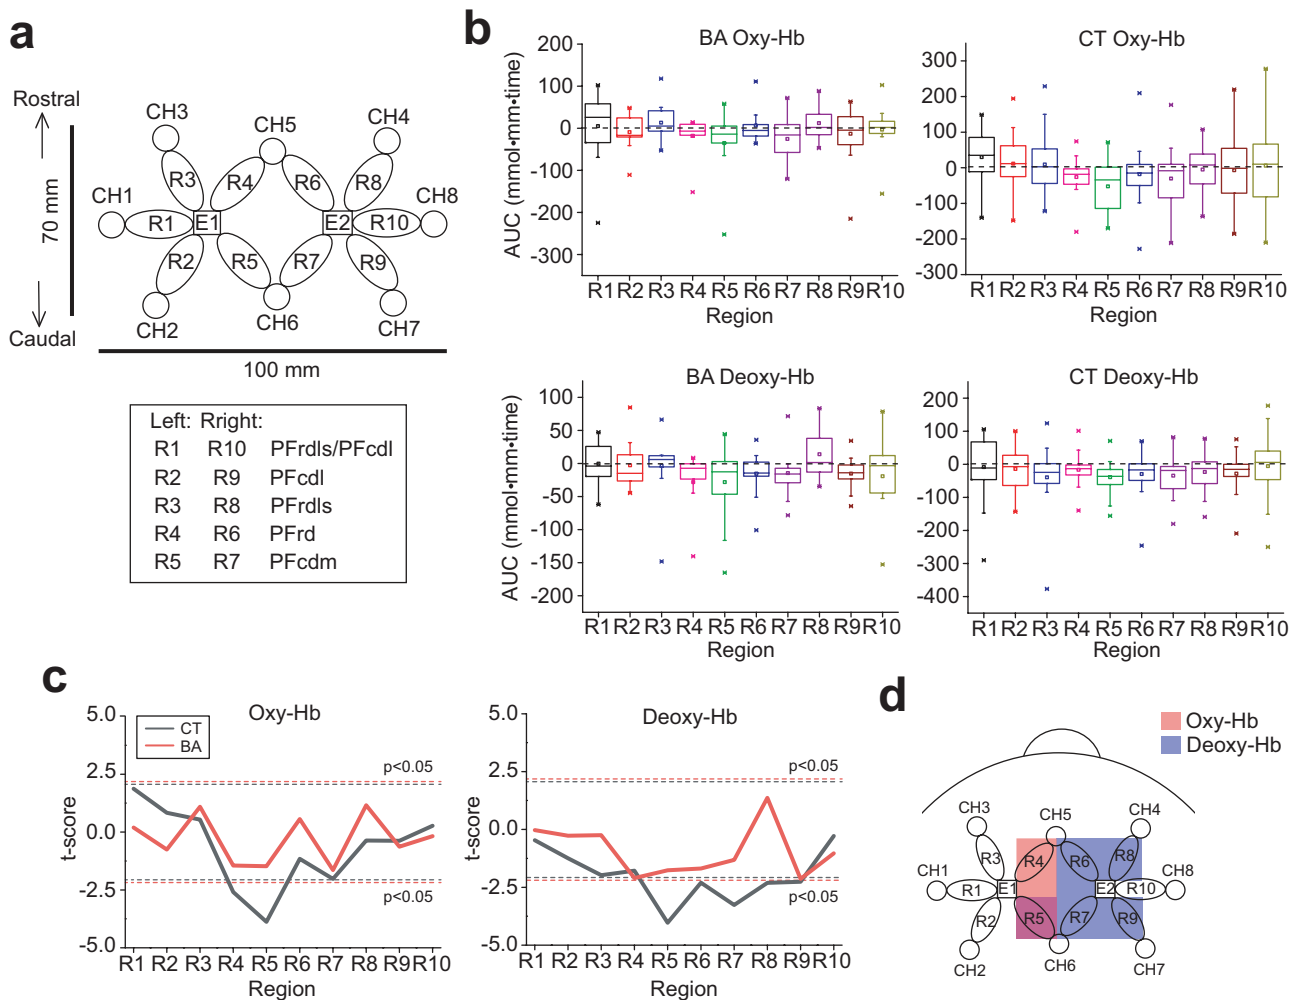 a
Rostral
70 mm
Caudal
CH3
CH4
CH5
CH1
CH8
R3
R4
R6
R8
R1
E1
E2
R10
R2
R5
R7
R9
CH2
CH6
CH7
100 mm
Left: Rright:
R1 R10 PFrdls/PFcdl
R2 R9 PFcdl
R3 R8 PFrdls
R4 R6 PFrd
R5 R7 PFcdm
b
BA Oxy-Hb
AUC (mmol•mm•time)
200
100
0
-100
-200
-300
R1 R2 R3 R4 R5 R6 R7 R8 R9 R10
Region
CT Oxy-Hb
300
200
100
0
-100
-200
-300
R1 R2 R3 R4 R5 R6 R7 R8 R9 R10
Region
BA Deoxy-Hb
AUC (mmol•mm•time)
100
50
0
-50
-100
-150
-200
R1 R2 R3 R4 R5 R6 R7 R8 R9 R10
Region
CT Deoxy-Hb
200
100
0
-100
-200
-300
-400
R1 R2 R3 R4 R5 R6 R7 R8 R9 R10
Region
c
Oxy-Hb
CT
BA
t-score
5.0
2.5
0.0
-2.5
-5.0
p<0.05
p<0.05
R1 R2 R3 R4 R5 R6 R7 R8 R9 R10
Region
Deoxy-Hb
t-score
5.0
2.5
0.0
-2.5
-5.0
p<0.05
p<0.05
R1 R2 R3 R4 R5 R6 R7 R8 R9 R10
Region
d
Oxy-Hb
Deoxy-Hb
CH3
CH5
CH4
CH1
CH8
R3
R4
R6
R8
R1
E1
E2
R10
R2
R5
R7
R9
CH2
CH6
CH7